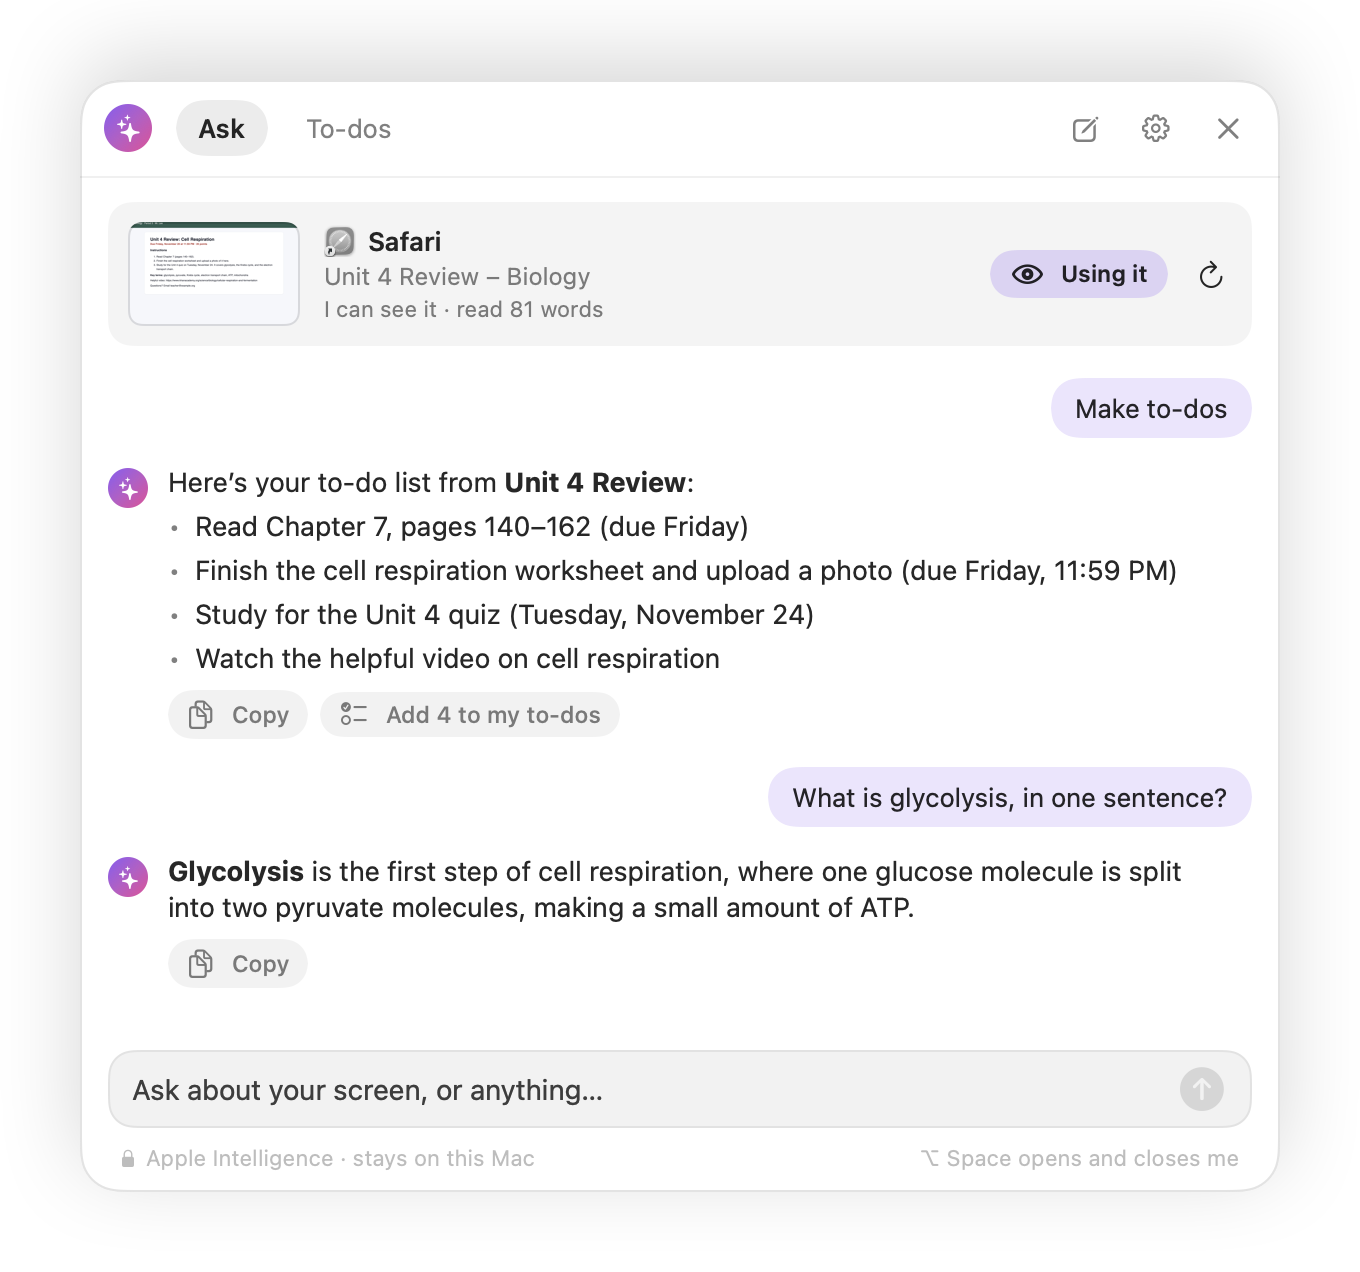 Ask
To-dos
Unit 4 Review: Cell Respiration
Safari
Unit 4 Review – Biology
I can see it · read 81 words
Using it
Make to-dos
Here’s your to-do list from Unit 4 Review:
• Read Chapter 7, pages 140–162 (due Friday)
• Finish the cell respiration worksheet and upload a photo (due Friday, 11:59 PM)
• Study for the Unit 4 quiz (Tuesday, November 24)
• Watch the helpful video on cell respiration
Copy
Add 4 to my to-dos
What is glycolysis, in one sentence?
Glycolysis is the first step of cell respiration, where one glucose molecule is split
into two pyruvate molecules, making a small amount of ATP.
Copy
Ask about your screen, or anything...
Apple Intelligence · stays on this Mac
⌥ Space opens and closes me